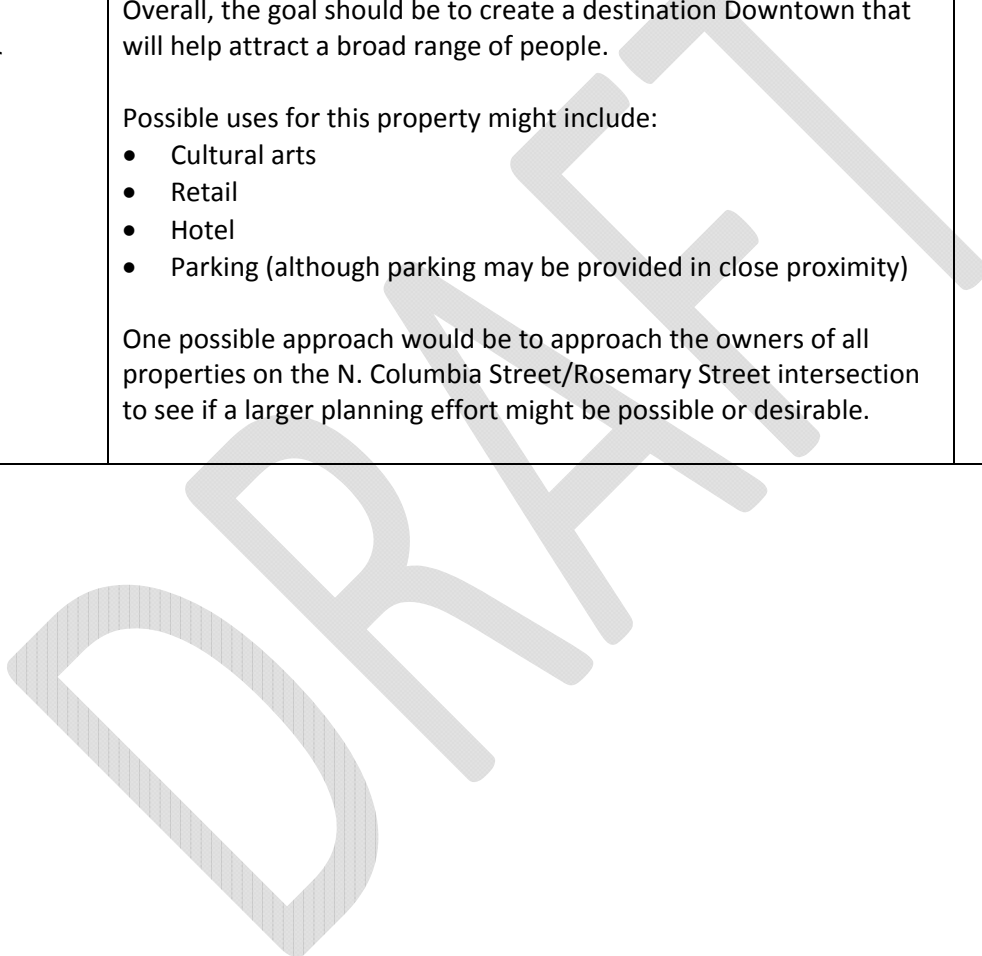 Overall, the goal should be to create a destination Downtown that
will help attract a broad range of people.
Possible uses for this property might include:
• Cultural arts
• Retail
• Hotel
• Parking (although parking may be provided in close proximity)
One possible approach would be to approach the owners of all
properties on the N. Columbia Street/Rosemary Street intersection
to see if a larger planning effort might be possible or desirable.
DRAFT